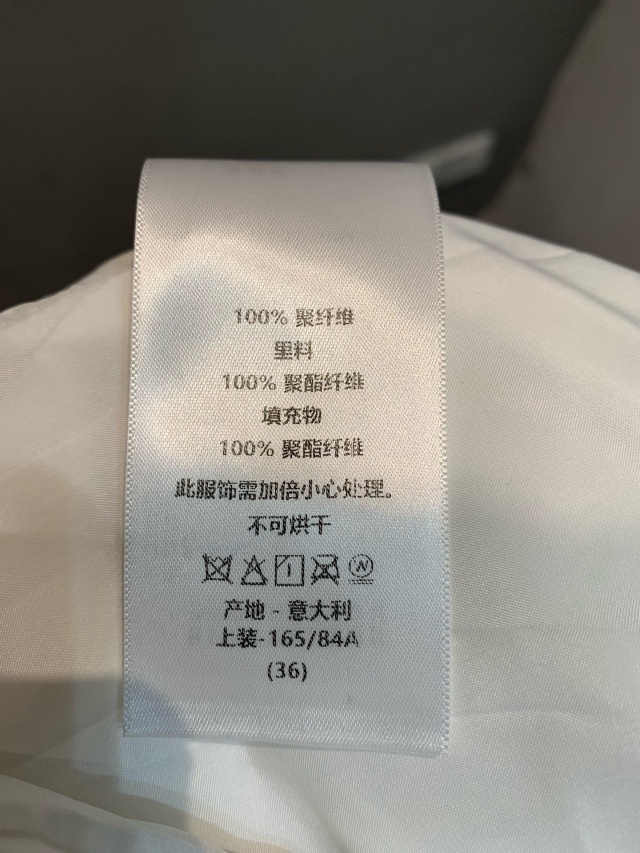 100% 聚纤维
里料
100% 聚酯纤维
填充物
100% 聚酯纤维
此服饰需加倍小心处理。
不可烘干
W
产地 - 意大利
上装-165/84A
(36)